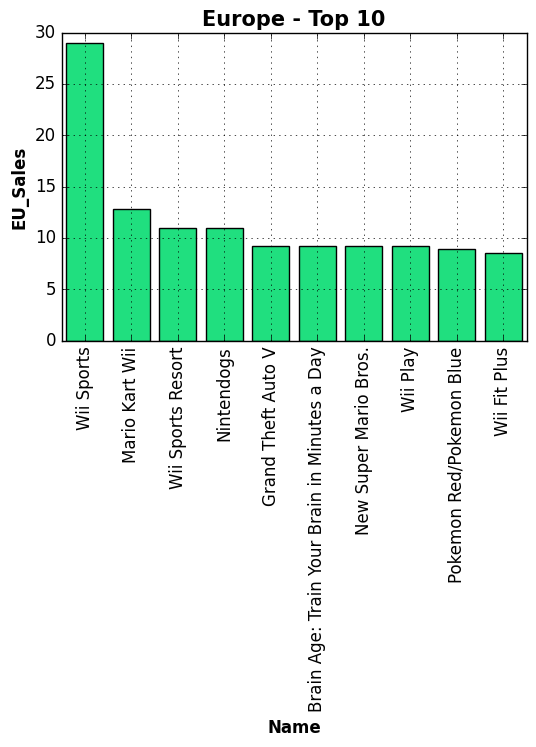 Europe - Top 10
EU_Sales
30
25
20
15
10
5
0
Wii Sports
Mario Kart Wii
Wii Sports Resort
Nintendogs
Grand Theft Auto V
Brain Age: Train Your Brain in Minutes a Day
New Super Mario Bros.
Wii Play
Pokemon Red/Pokemon Blue
Wii Fit Plus
Name